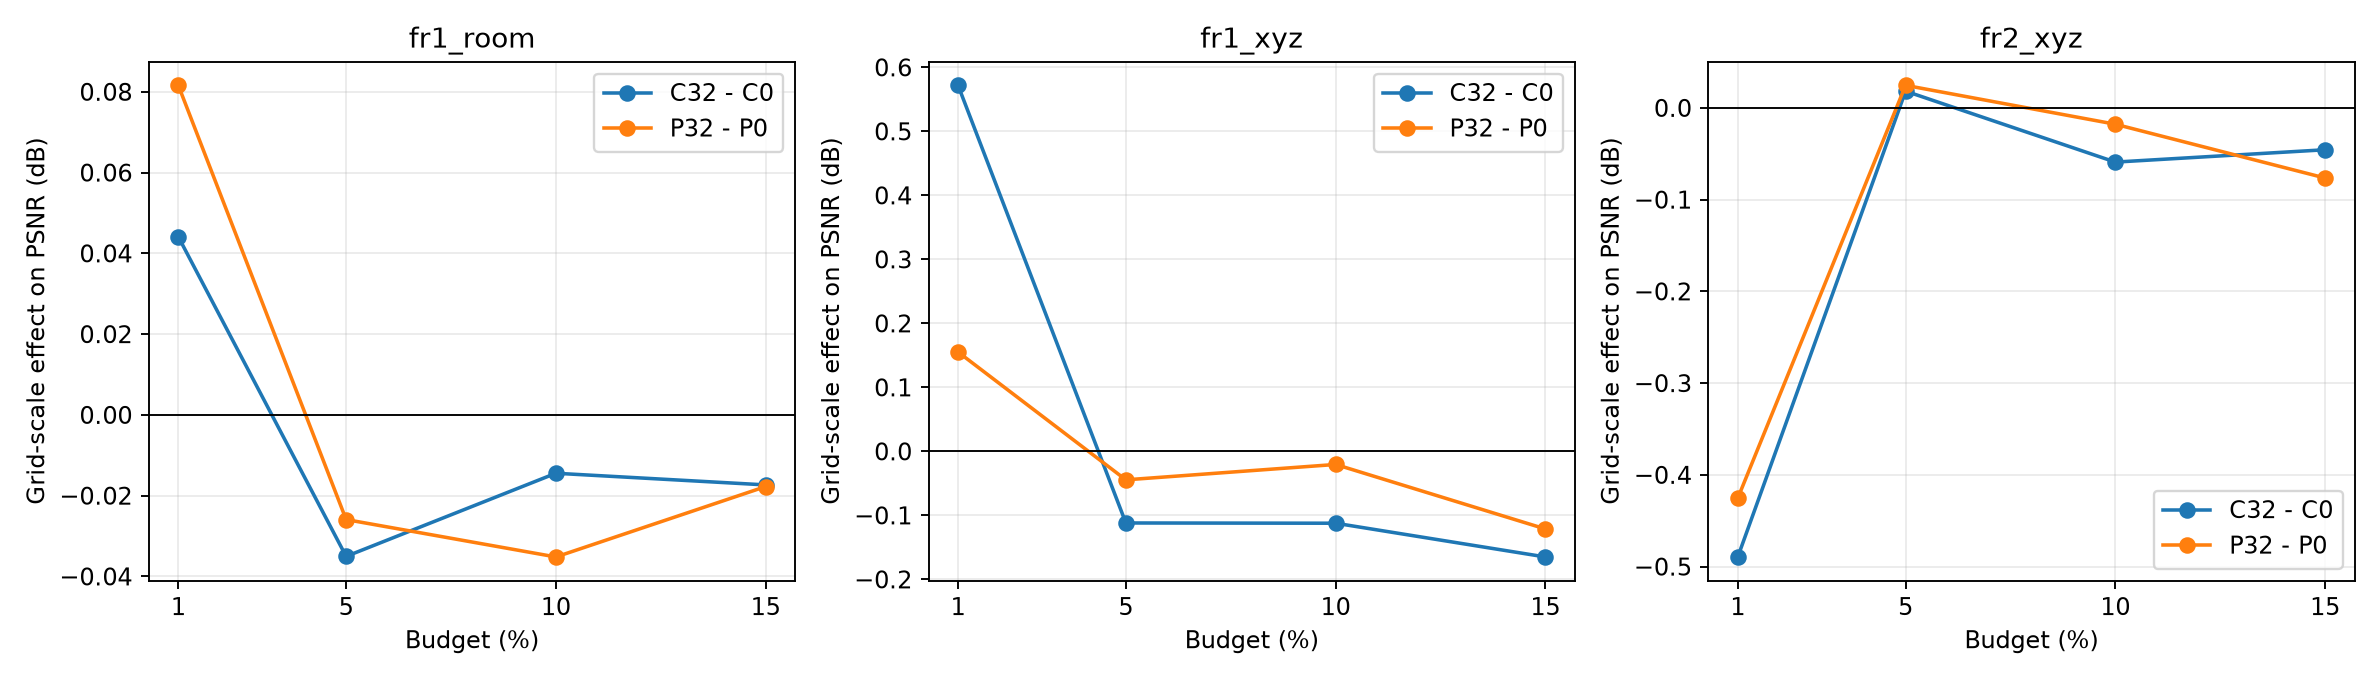 fr1_room
Grid-scale effect on PSNR (dB)
0.08
0.06
0.04
0.02
0.00
−0.02
−0.04
C32 - C0
P32 - P0
1 5 10 15
Budget (%)
fr1_xyz
Grid-scale effect on PSNR (dB)
0.6
0.5
0.4
0.3
0.2
0.1
0.0
−0.1
−0.2
C32 - C0
P32 - P0
1 5 10 15
Budget (%)
fr2_xyz
Grid-scale effect on PSNR (dB)
0.0
−0.1
−0.2
−0.3
−0.4
−0.5
C32 - C0
P32 - P0
1 5 10 15
Budget (%)